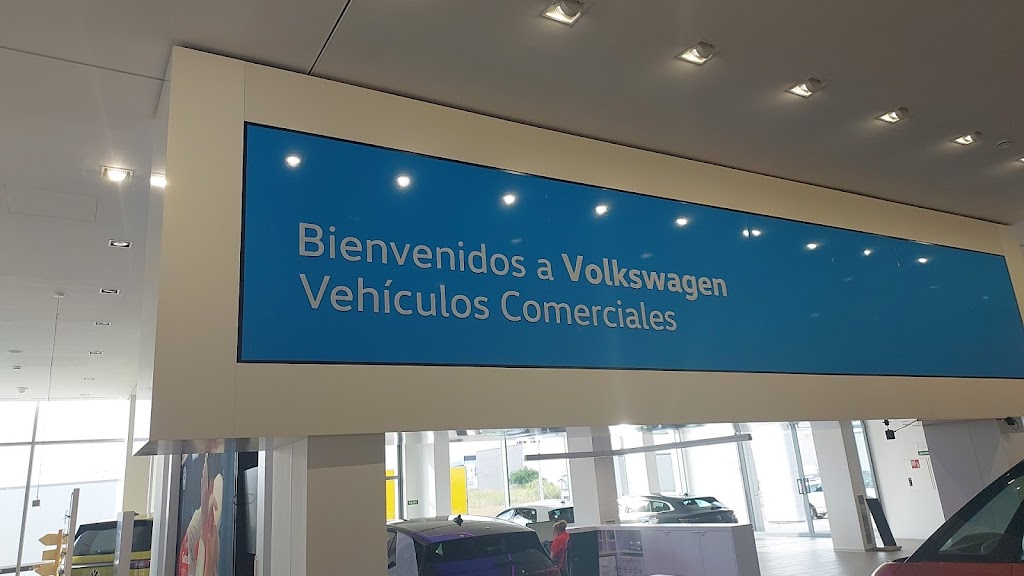 Bienvenidos a Volkswagen
Vehículos Comerciales